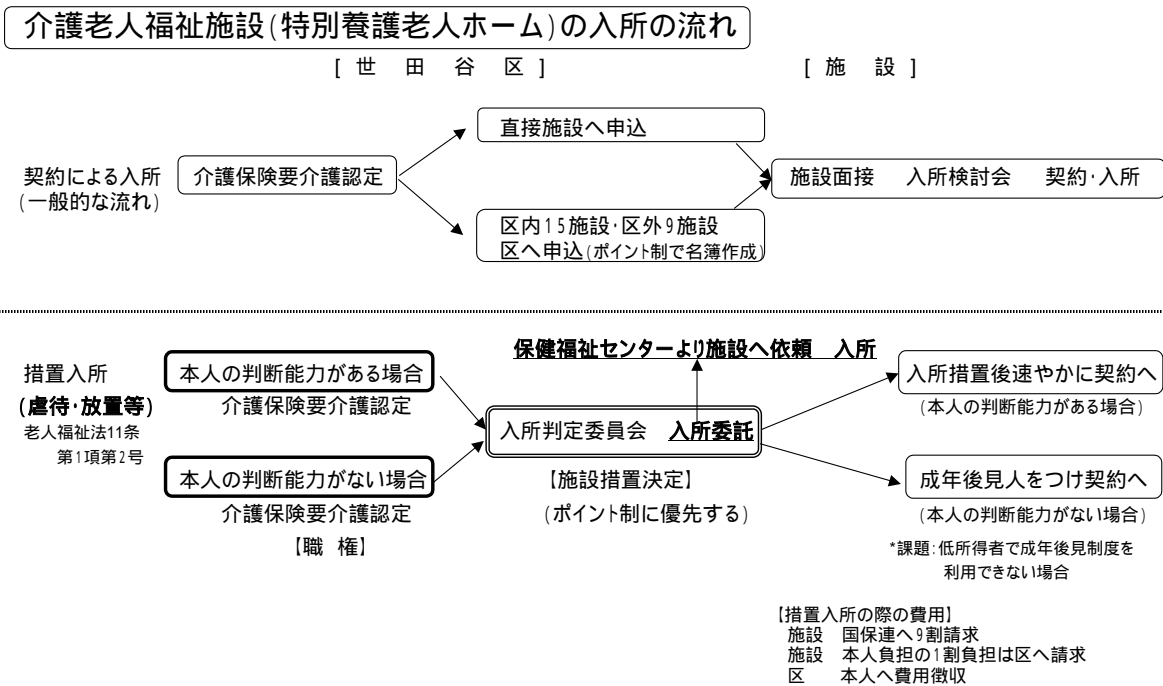 介護老人福祉施設(特別養護老人ホーム)の入所の流れ
[ 世 田 谷 区 ]
[ 施 設 ]
直接施設へ申込
契約による入所
(一般的な流れ)
介護保険要介護認定
施設面接 入所検討会 契約・入所
区内15施設・区外9施設
区へ申込(ポイント制で名簿作成)
保健福祉センターより施設へ依頼 入所
措置入所
(虐待・放置等)
老人福祉法11条
第1項第2号
本人の判断能力がある場合
介護保険要介護認定
入所判定委員会 入所委託
【施設措置決定】
(ポイント制に優先する)
入所措置後速やかに契約へ
(本人の判断能力がある場合)
本人の判断能力がない場合
介護保険要介護認定
【職 権】
成年後見人をつけ契約へ
(本人の判断能力がない場合)
*課題:低所得者で成年後見制度を
利用できない場合
【措置入所の際の費用】
施設 国保連へ9割請求
施設 本人負担の1割負担は区へ請求
区 本人へ費用徴収